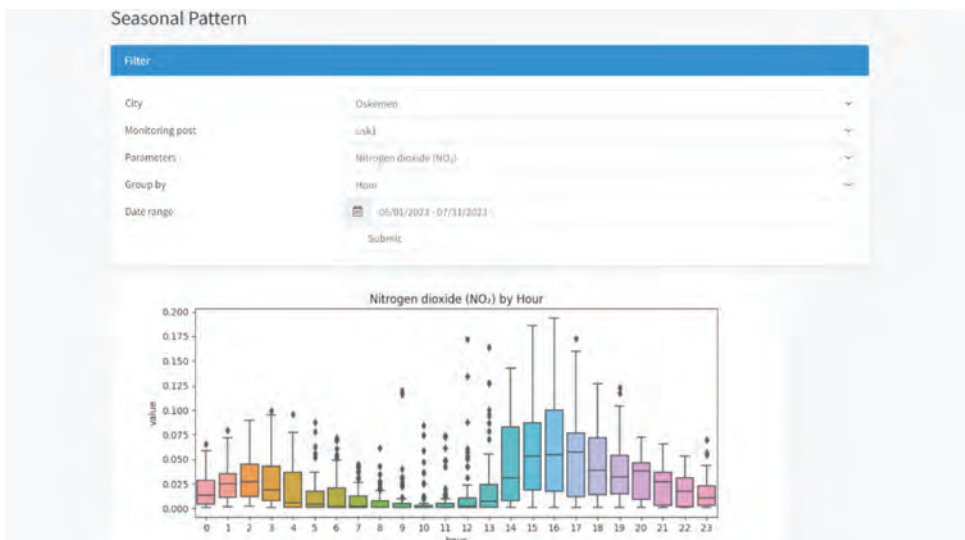 Seasonal Pattern
Filter
City Oskemen
Monitoring post
Parameters Nitrogen dioxide (NO₂)
Group by Hour
Date range
Submit
Nitrogen dioxide (NO₂) by Hour
0.200
0.175
0.150
0.125
0.100
0.075
0.050
0.025
0.000
value
0 1 2 3 4 5 6 7 8 9 10 11 12 13 14 15 16 17 18 19 20 21 22 23
hour